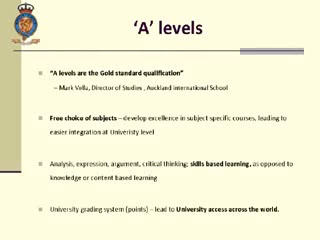 ‘A’ levels
“A levels are the Gold standard qualification”
– Mark Vella, Director of Studies , Auckland International School
Free choice of subjects – develop excellence in subject specific courses, leading to
easier integration at Univeristy level
Analysis, expression, argument, critical thinking; skills based learning, as opposed to
knowledge or content based learning
University grading system (points) – lead to University access across the world.